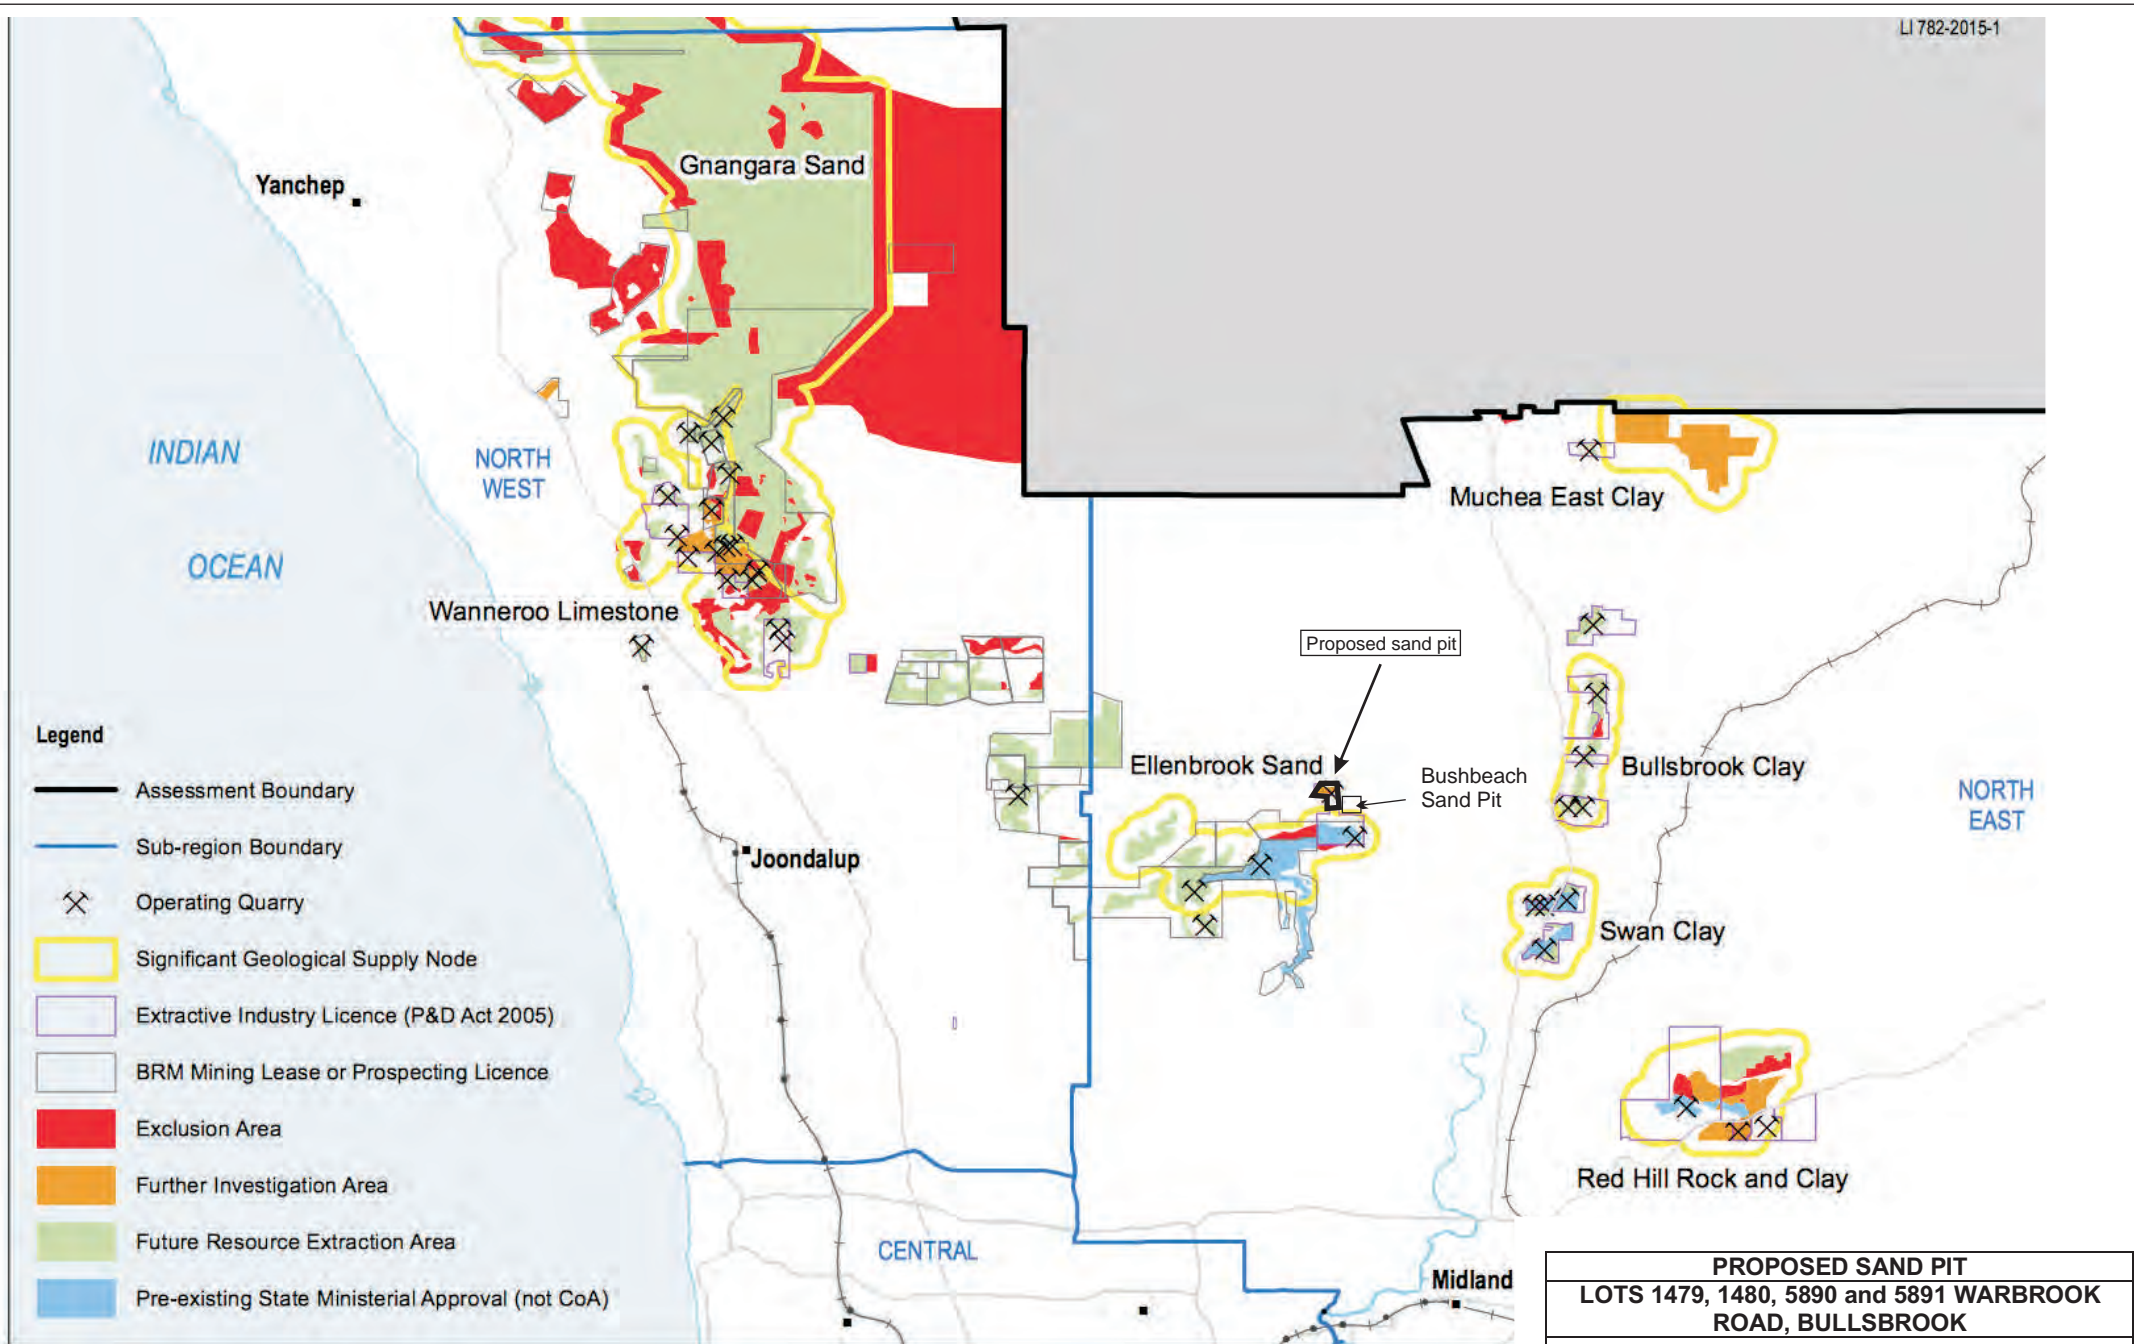 LI 782-2015-1
Gnangara Sand
Yanchep
INDIAN
OCEAN
NORTH
WEST
Muchea East Clay
Wanneroo Limestone
Proposed sand pit
Ellenbrook Sand
Bushbeach
Sand Pit
Bullsbrook Clay
NORTH
EAST
Joondalup
Swan Clay
Red Hill Rock and Clay
CENTRAL
Midland
Legend
Assessment Boundary
Sub-region Boundary
Operating Quarry
Significant Geological Supply Node
Extractive Industry Licence (P&D Act 2005)
BRM Mining Lease or Prospecting Licence
Exclusion Area
Further Investigation Area
Future Resource Extraction Area
Pre-existing State Ministerial Approval (not CoA)
PROPOSED SAND PIT
LOTS 1479, 1480, 5890 and 5891 WARBROOK
ROAD, BULLSBROOK